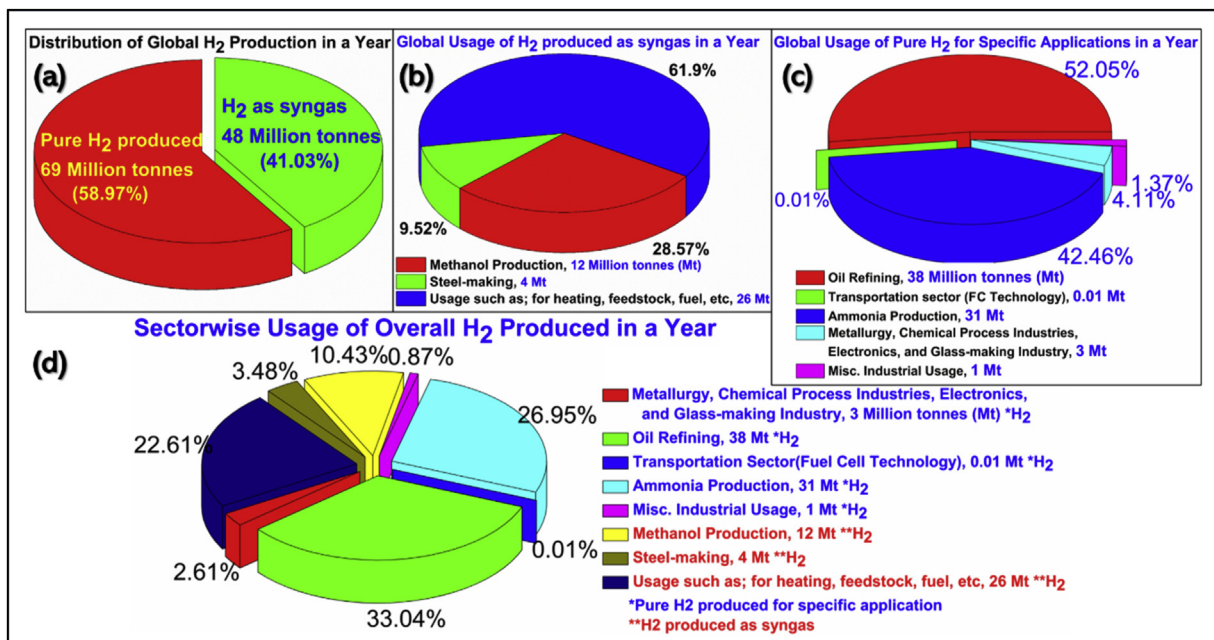 Distribution of Global H₂ Production in a Year
(a)
H₂ as syngas
48 Million tonnes
(41.03%)
Pure H₂ produced
69 Million tonnes
(58.97%)
Global Usage of H₂ produced as syngas in a Year
(b)
61.9%
9.52%
28.57%
Methanol Production, 12 Million tonnes (Mt)
Steel-making, 4 Mt
Usage such as; for heating, feedstock, fuel, etc, 26 Mt
Global Usage of Pure H₂ for Specific Applications in a Year
(c)
52.05%
1.37%
4.11%
0.01%
42.46%
Oil Refining, 38 Million tonnes (Mt)
Transportation sector (FC Technology), 0.01 Mt
Ammonia Production, 31 Mt
Metallurgy, Chemical Process Industries,
Electronics, and Glass-making Industry, 3 Mt
Misc. Industrial Usage, 1 Mt
Sectorwise Usage of Overall H₂ Produced in a Year
(d)
10.43%
0.87%
3.48%
26.95%
22.61%
0.01%
2.61%
33.04%
Metallurgy, Chemical Process Industries, Electronics,
and Glass-making Industry, 3 Million tonnes (Mt) *H₂
Oil Refining, 38 Mt *H₂
Transportation Sector(Fuel Cell Technology), 0.01 Mt *H₂
Ammonia Production, 31 Mt *H₂
Misc. Industrial Usage, 1 Mt *H₂
Methanol Production, 12 Mt **H₂
Steel-making, 4 Mt **H₂
Usage such as; for heating, feedstock, fuel, etc, 26 Mt **H₂
*Pure H2 produced for specific application
**H2 produced as syngas